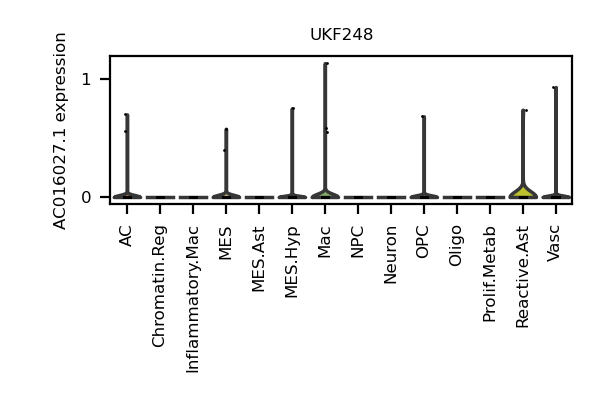 UKF248
AC016027.1 expression
1
0
AC
Chromatin.Reg
Inflammatory.Mac
MES
MES.Ast
MES.Hyp
Mac
NPC
Neuron
OPC
Oligo
Prolif.Metab
Reactive.Ast
Vasc